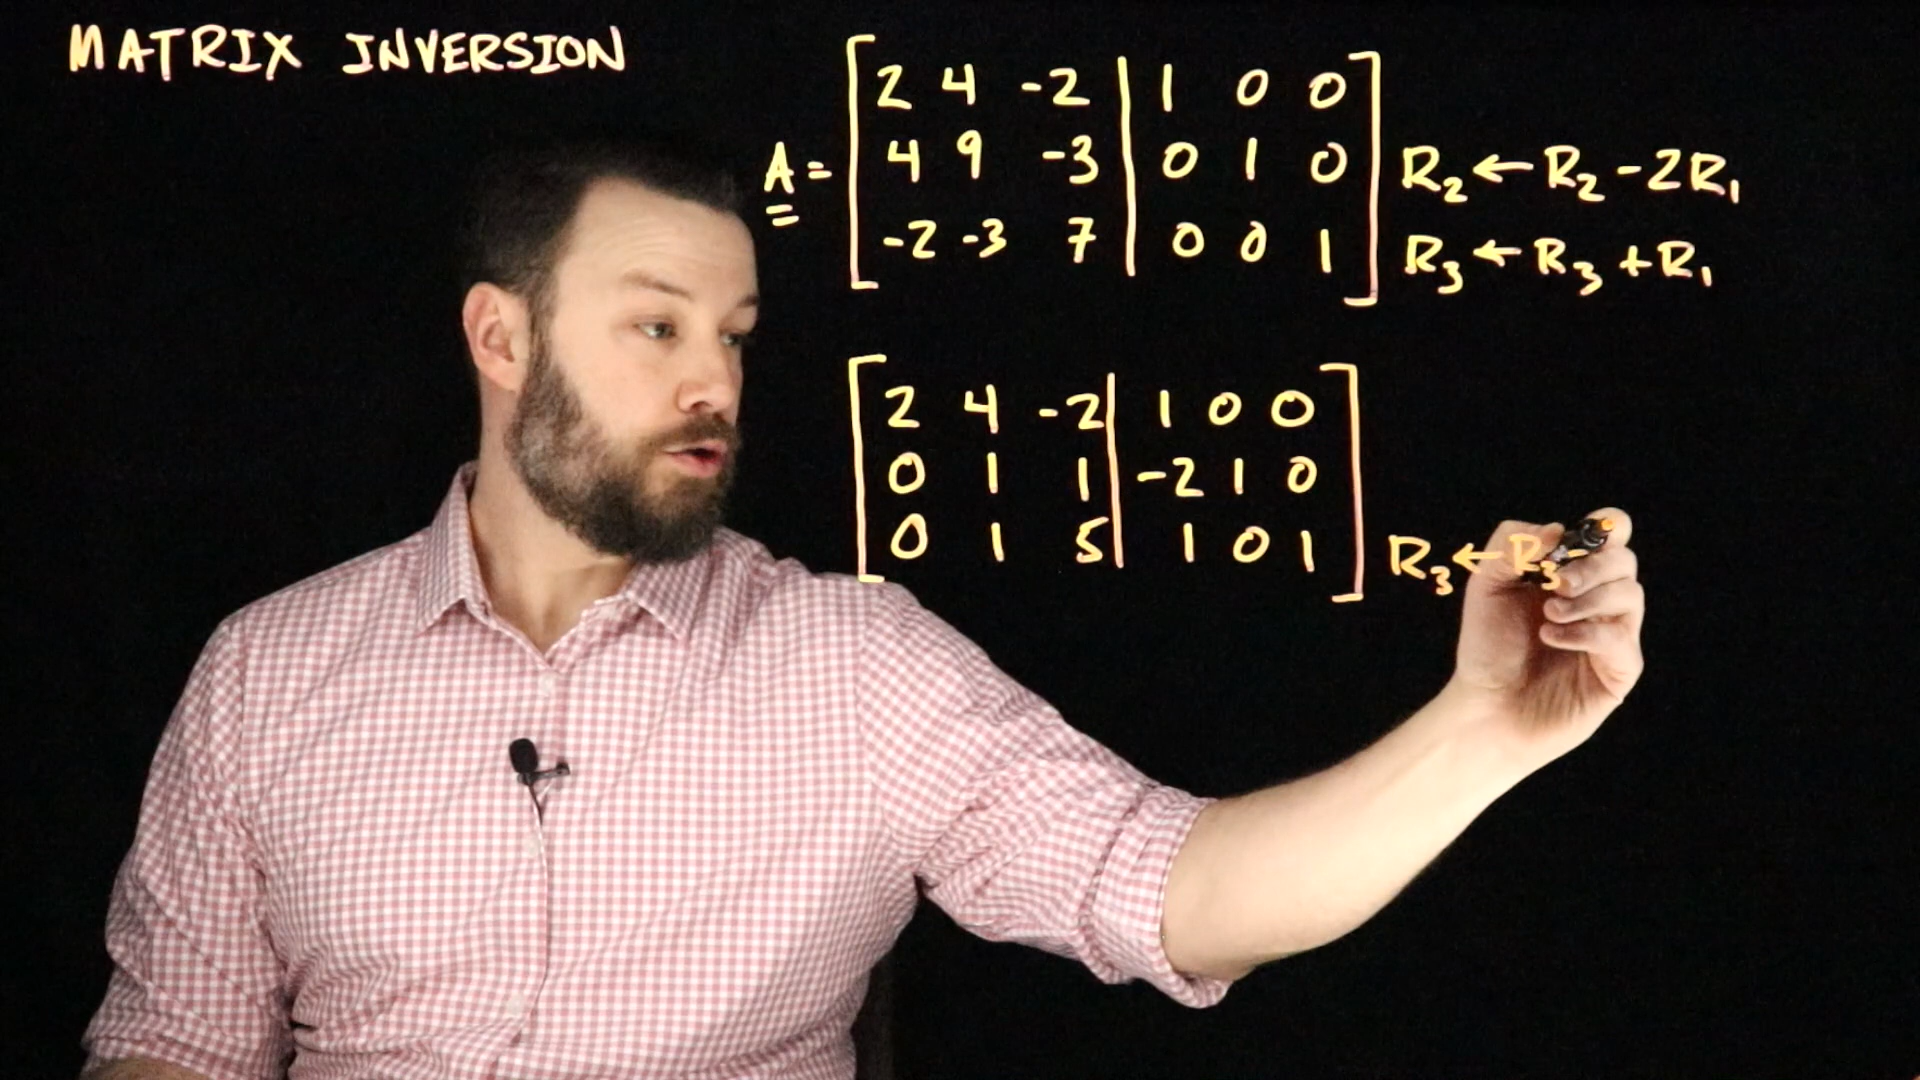 MATRIX INVERSION
A = [ 2 4 -2 | 1 0 0 ]
[ 4 9 -3 | 0 1 0 ] R2 ← R2 - 2R1
[ -2 -3 7 | 0 0 1 ] R3 ← R3 + R1
[ 2 4 -2 | 1 0 0 ]
[ 0 1 1 | -2 1 0 ]
[ 0 1 5 | 1 0 1 ] R3 ← R3 -